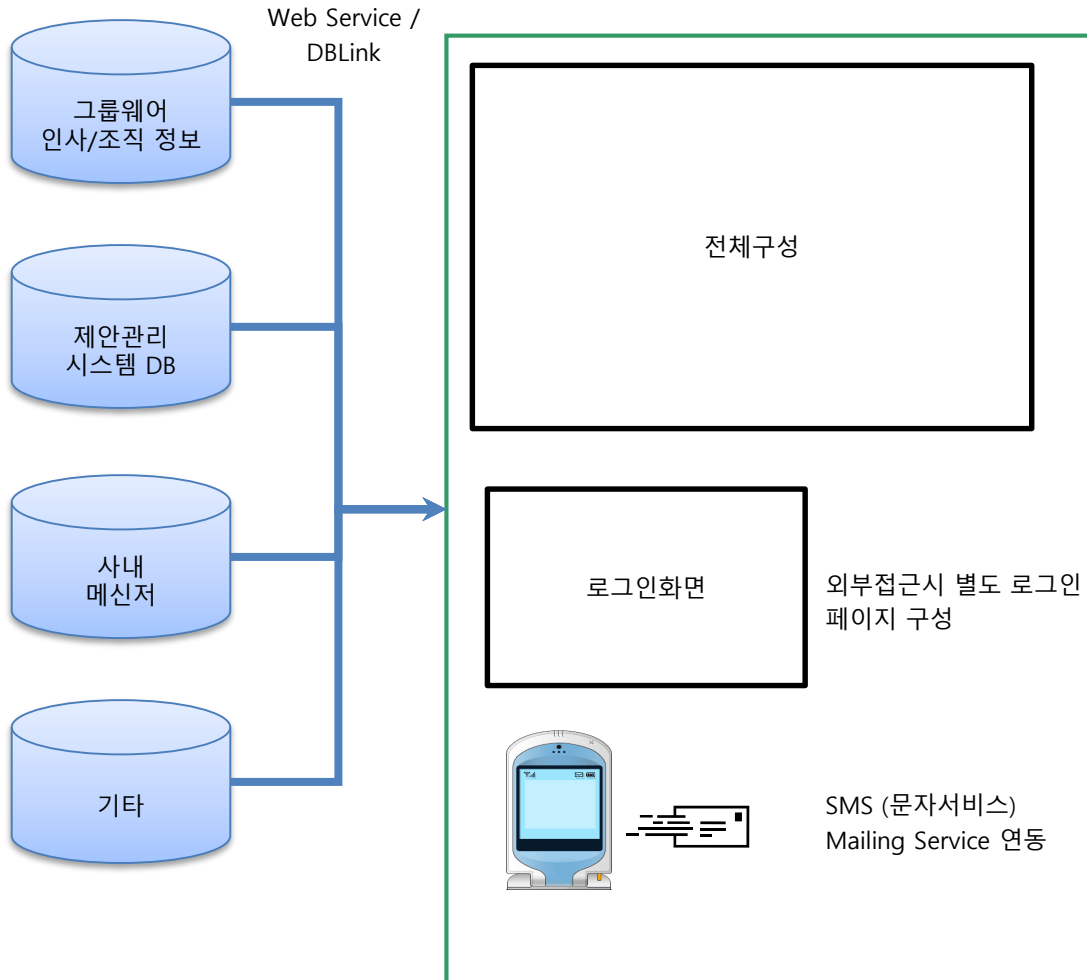 Web Service /
DBLink
그룹웨어
인사/조직 정보
제안관리
시스템 DB
사내
메신저
기타
전체구성
로그인화면
외부접근시 별도 로그인
페이지 구성
SMS (문자서비스)
Mailing Service 연동